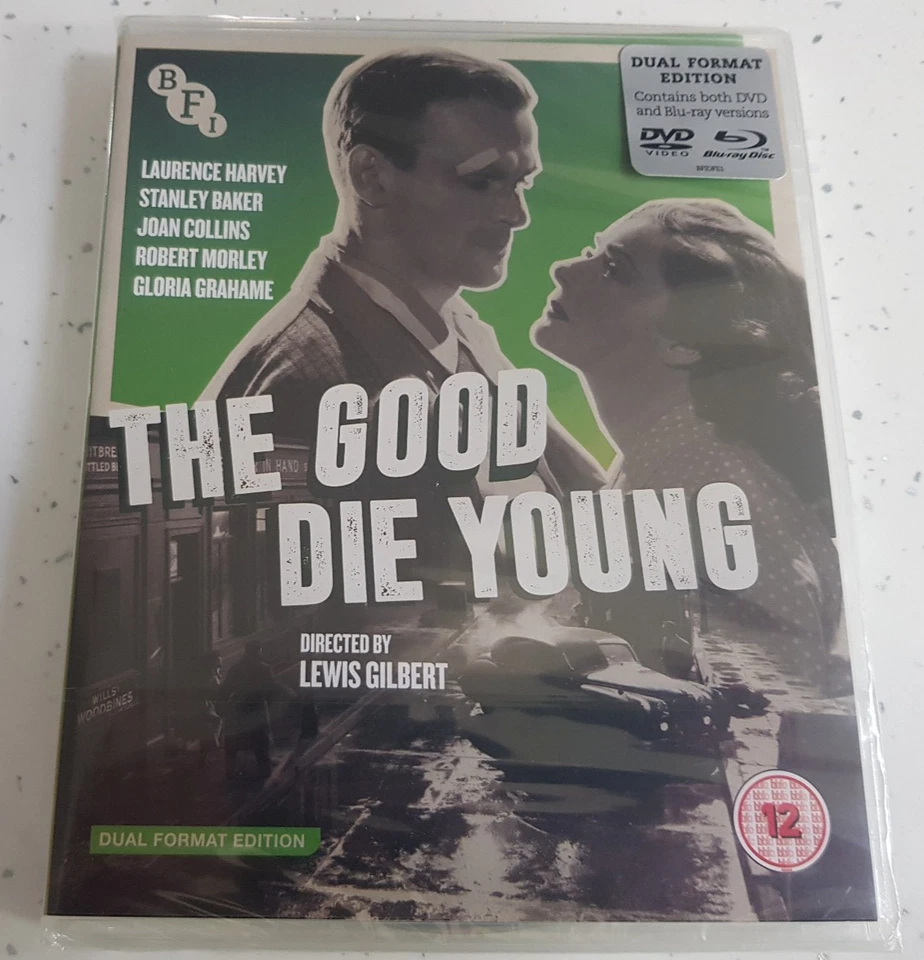 BFI
DUAL FORMAT
EDITION
Contains both DVD
and Blu-ray versions
DVD
VIDEO
Blu-ray Disc
LAURENCE HARVEY
STANLEY BAKER
JOAN COLLINS
ROBERT MORLEY
GLORIA GRAHAME
THE GOOD
DIE YOUNG
IN HAND
DIRECTED BY
LEWIS GILBERT
WILLS'
WOODBINES
DUAL FORMAT EDITION
12